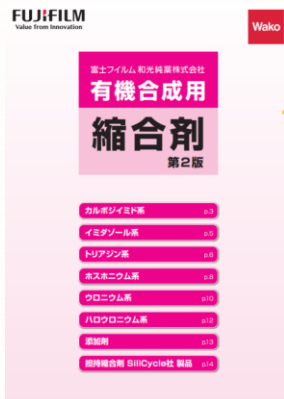 FUJIFILM
Value from Innovation
Wako
富士フイルム 和光純薬株式会社
有機合成用
縮合剤
第2版
カルボジイミド系 p.3
イミダゾール系 p.5
トリアジン系 p.6
ホスホニウム系 p.8
ウロニウム系 p10
ハロウロニウム系 p12
添加剤 p13
担持縮合剤 SiliCycle社 製品 p14